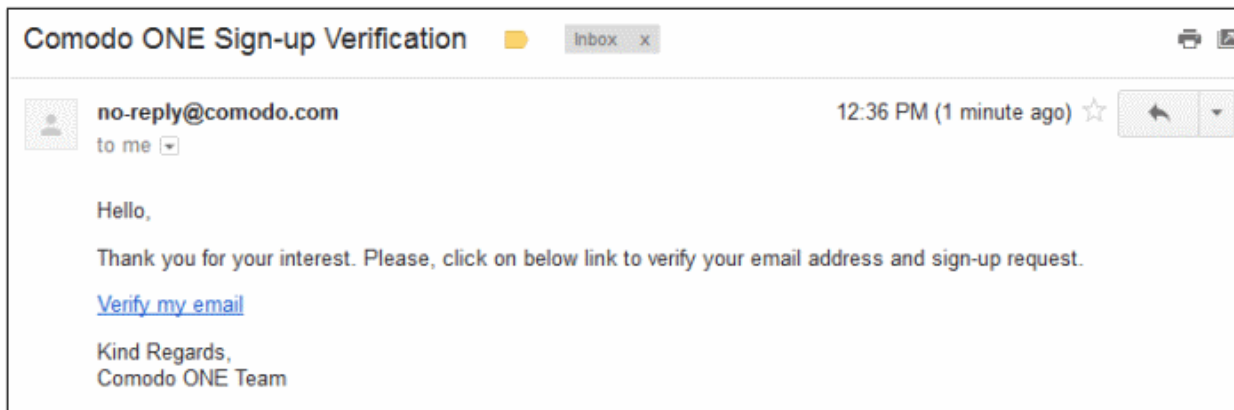 Comodo ONE Sign-up Verification Inbox x
no-reply@comodo.com 12:36 PM (1 minute ago)
to me
Hello,
Thank you for your interest. Please, click on below link to verify your email address and sign-up request.
Verify my email
Kind Regards,
Comodo ONE Team